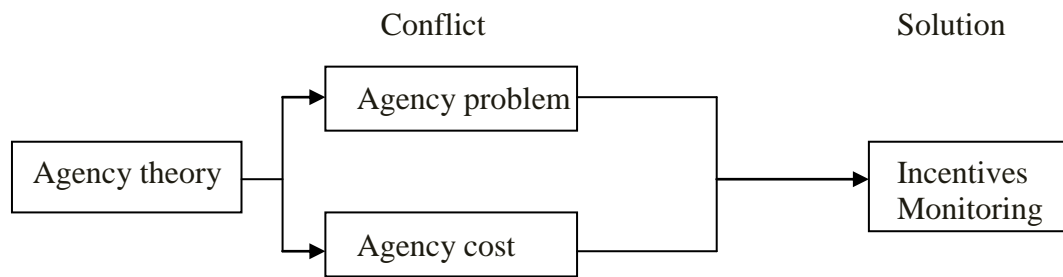 Conflict
Solution
Agency problem
Agency theory
Incentives
Monitoring
Agency cost